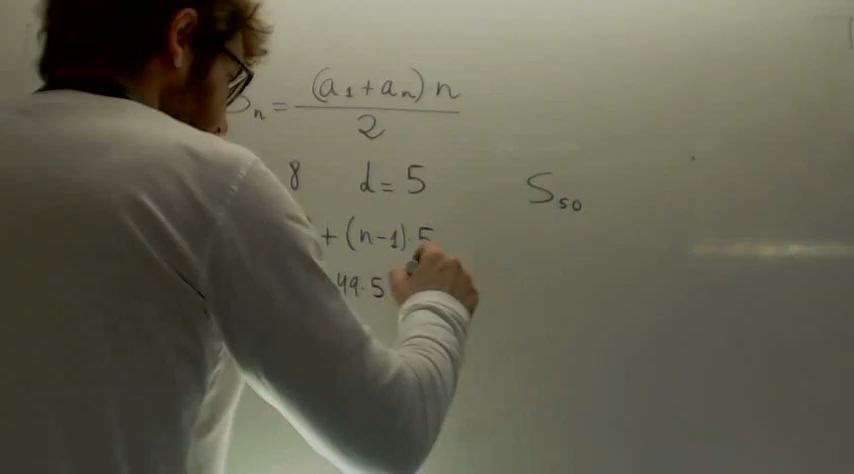 Sn = (a1+an) n / 2
8 d = 5
S50
+ (n-1)·5
49·5